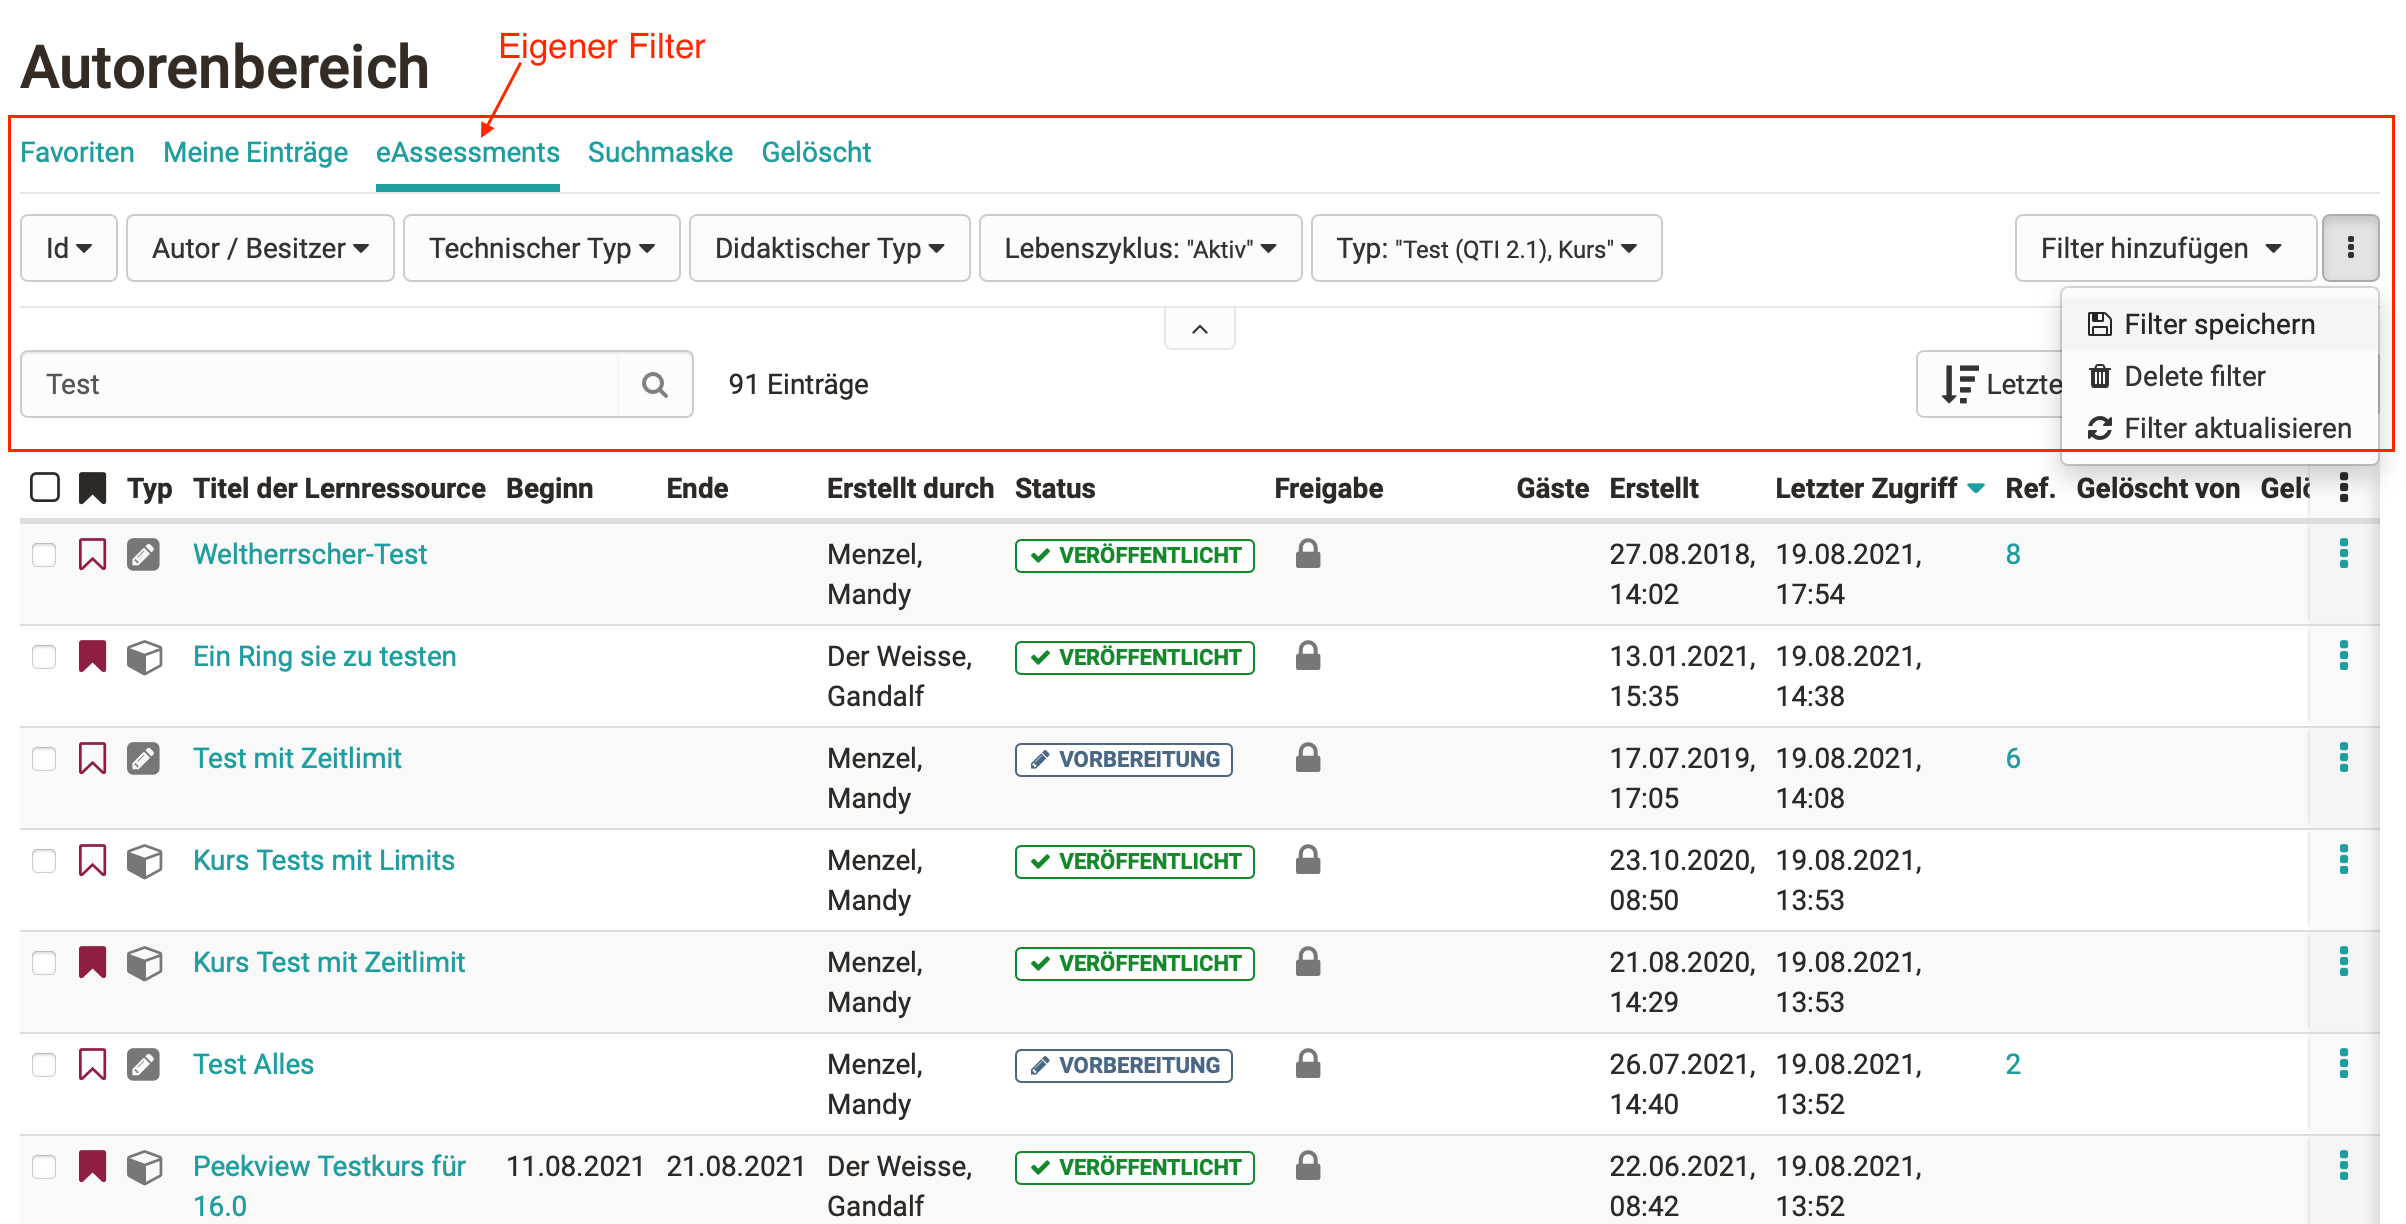 Autorenbereich
Eigener Filter
Favoriten Meine Einträge eAssessments Suchmaske Gelöscht
Id Autor / Besitzer Technischer Typ Didaktischer Typ Lebenszyklus: "Aktiv" Typ: "Test (QTI 2.1), Kurs" Filter hinzufügen
Filter speichern
Test 91 Einträge Letzte Delete filter
Filter aktualisieren
Typ Titel der Lernressource Beginn Ende Erstellt durch Status Freigabe Gäste Erstellt Letzter Zugriff Ref. Gelöscht von
Weltherrscher-Test Menzel, VERÖFFENTLICHT 27.08.2018, 19.08.2021, 8
Mandy 14:02 17:54
Ein Ring sie zu testen Der Weisse, VERÖFFENTLICHT 13.01.2021, 19.08.2021,
Gandalf 15:35 14:38
Test mit Zeitlimit Menzel, VORBEREITUNG 17.07.2019, 19.08.2021, 6
Mandy 17:05 14:08
Kurs Tests mit Limits Menzel, VERÖFFENTLICHT 23.10.2020, 19.08.2021,
Mandy 08:50 13:53
Kurs Test mit Zeitlimit Menzel, VERÖFFENTLICHT 21.08.2020, 19.08.2021,
Mandy 14:29 13:53
Test Alles Menzel, VORBEREITUNG 26.07.2021, 19.08.2021, 2
Mandy 14:40 13:52
Peekview Testkurs für 11.08.2021 21.08.2021 Der Weisse, VERÖFFENTLICHT 22.06.2021, 19.08.2021,
16.0 Gandalf 08:42 13:52